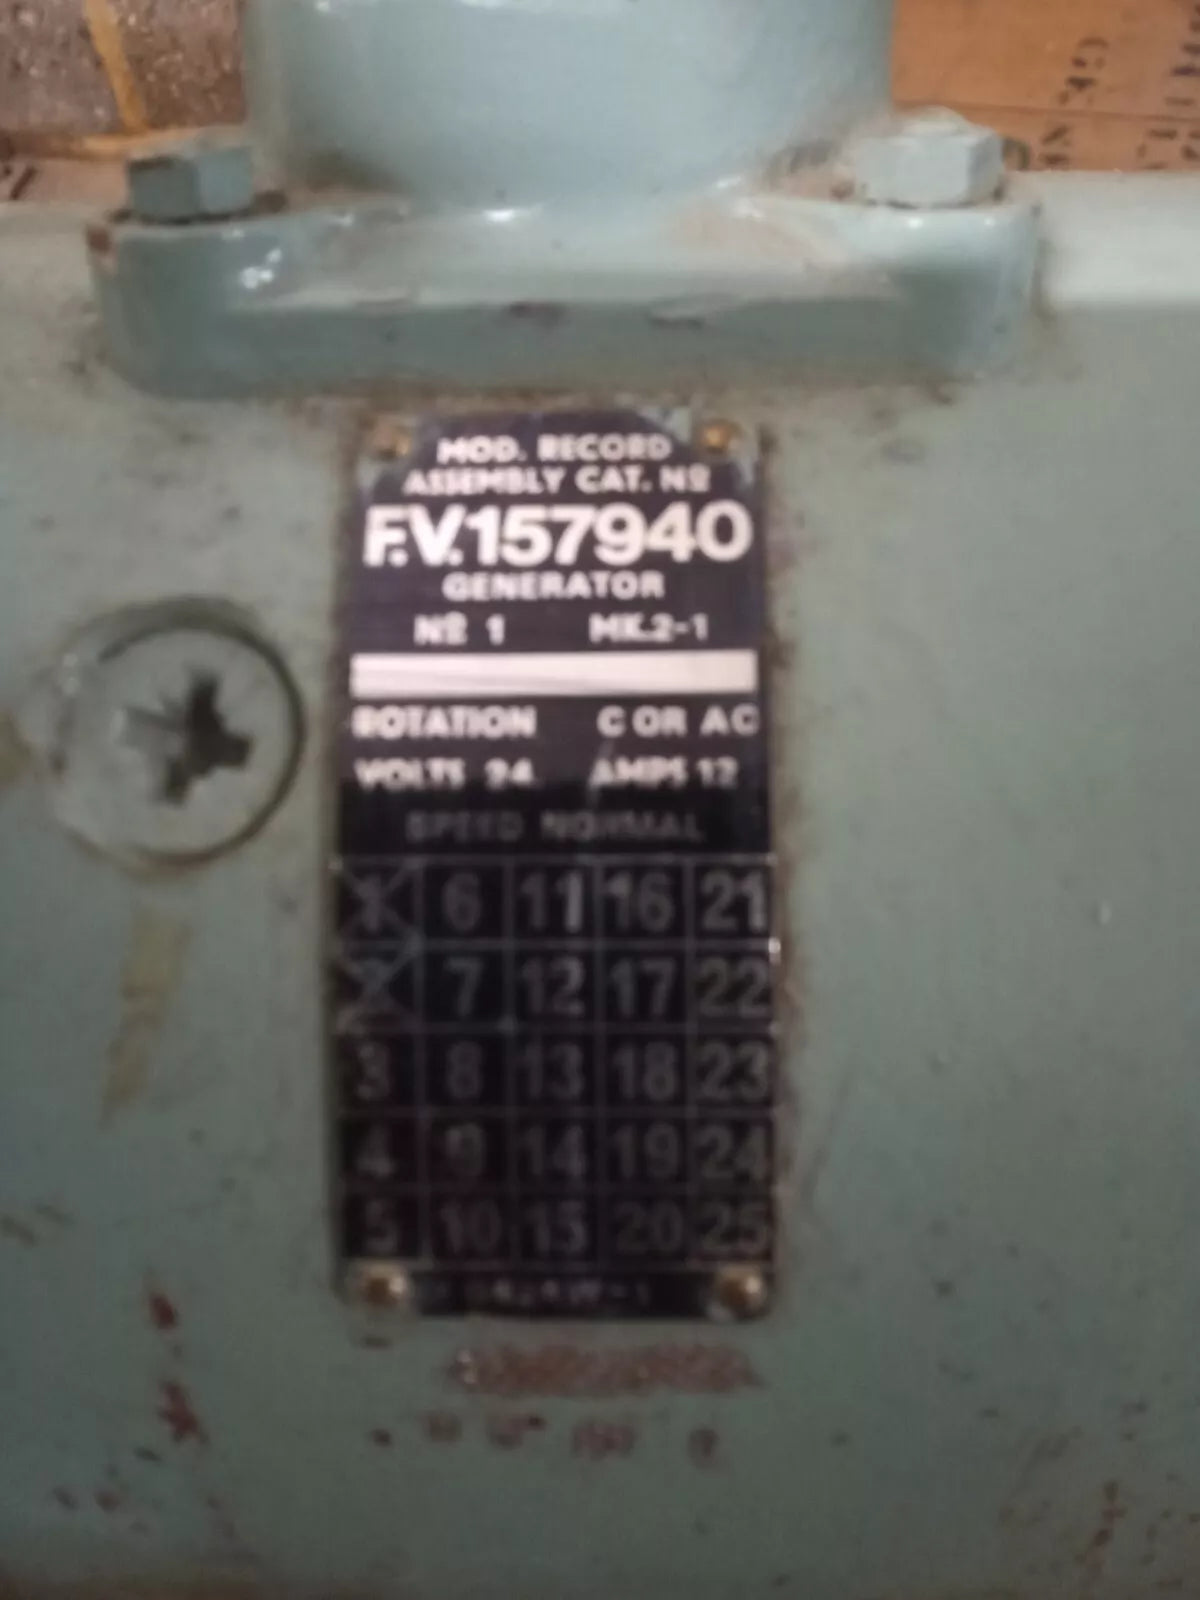 MOD. RECORD
ASSEMBLY CAT. Nº
F.V.157940
GENERATOR
Nº 1 MK.2-1
ROTATION C OR A C
VOLTS 24. AMPS 12
SPEED NORMAL
1 6 11 16 21
2 7 12 17 22
3 8 13 18 23
4 9 14 19 24
5 10 15 20 25